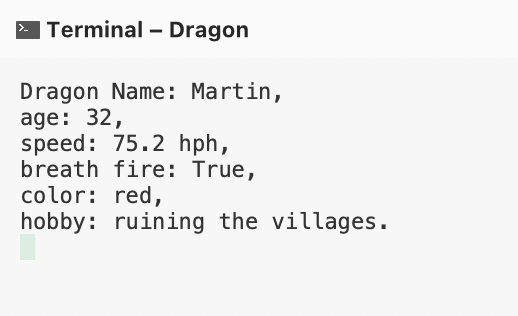 Terminal – Dragon
Dragon Name: Martin,
age: 32,
speed: 75.2 hph,
breath fire: True,
color: red,
hobby: ruining the villages.